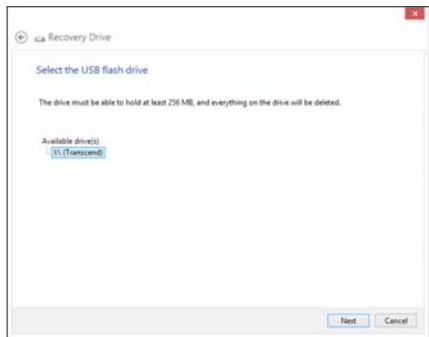 Recovery Drive
Select the USB flash drive
The drive must be able to hold at least 256 MB, and everything on the drive will be deleted.
Available drive(s)
(Transcend)
Next
Cancel